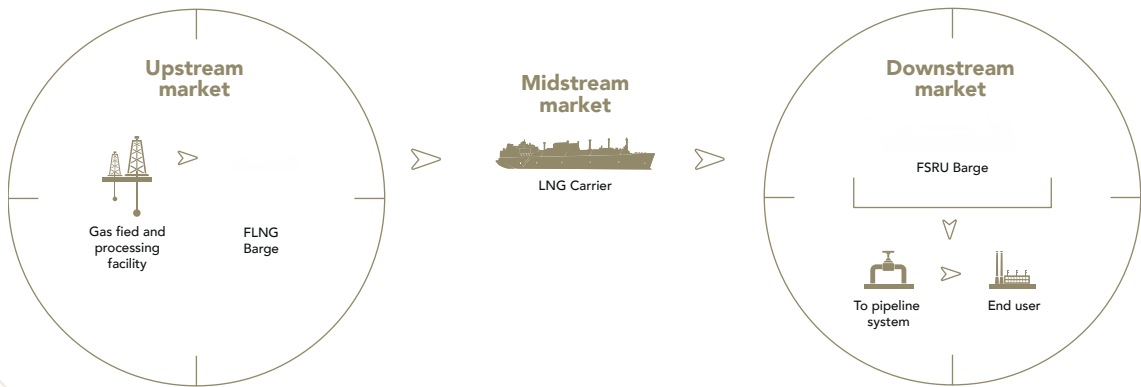 Upstream
market
Gas fied and
processing
facility
FLNG
Barge
Midstream
market
LNG Carrier
Downstream
market
FSRU Barge
To pipeline
system
End user